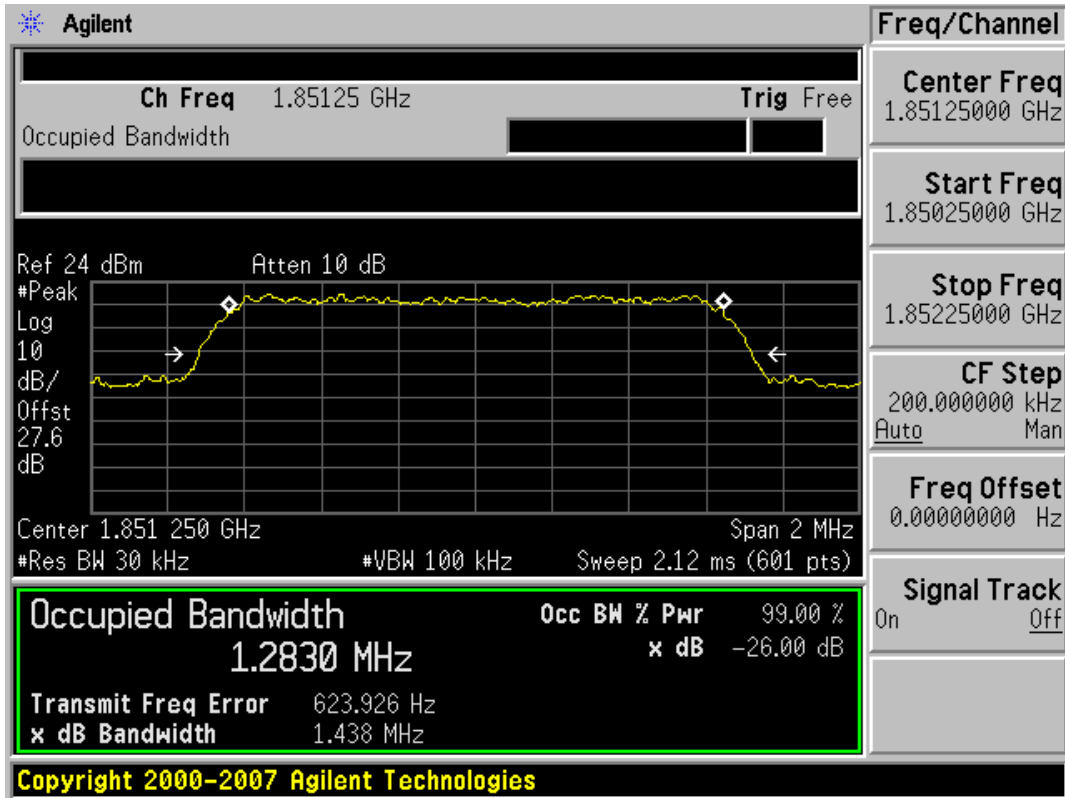 Agilent
Freq/Channel
Ch Freq 1.85125 GHz Trig Free
Occupied Bandwidth
Center Freq
1.85125000 GHz
Start Freq
1.85025000 GHz
Stop Freq
1.85225000 GHz
CF Step
200.000000 kHz
Auto Man
Freq Offset
0.00000000 Hz
Signal Track
On Off
Ref 24 dBm Atten 10 dB
#Peak
Log
10
dB/
Offst
27.6
dB
Center 1.851 250 GHz Span 2 MHz
#Res BW 30 kHz #VBW 100 kHz Sweep 2.12 ms (601 pts)
Occupied Bandwidth Occ BW % Pwr 99.00 %
1.2830 MHz x dB -26.00 dB
Transmit Freq Error 623.926 Hz
x dB Bandwidth 1.438 MHz
Copyright 2000-2007 Agilent Technologies